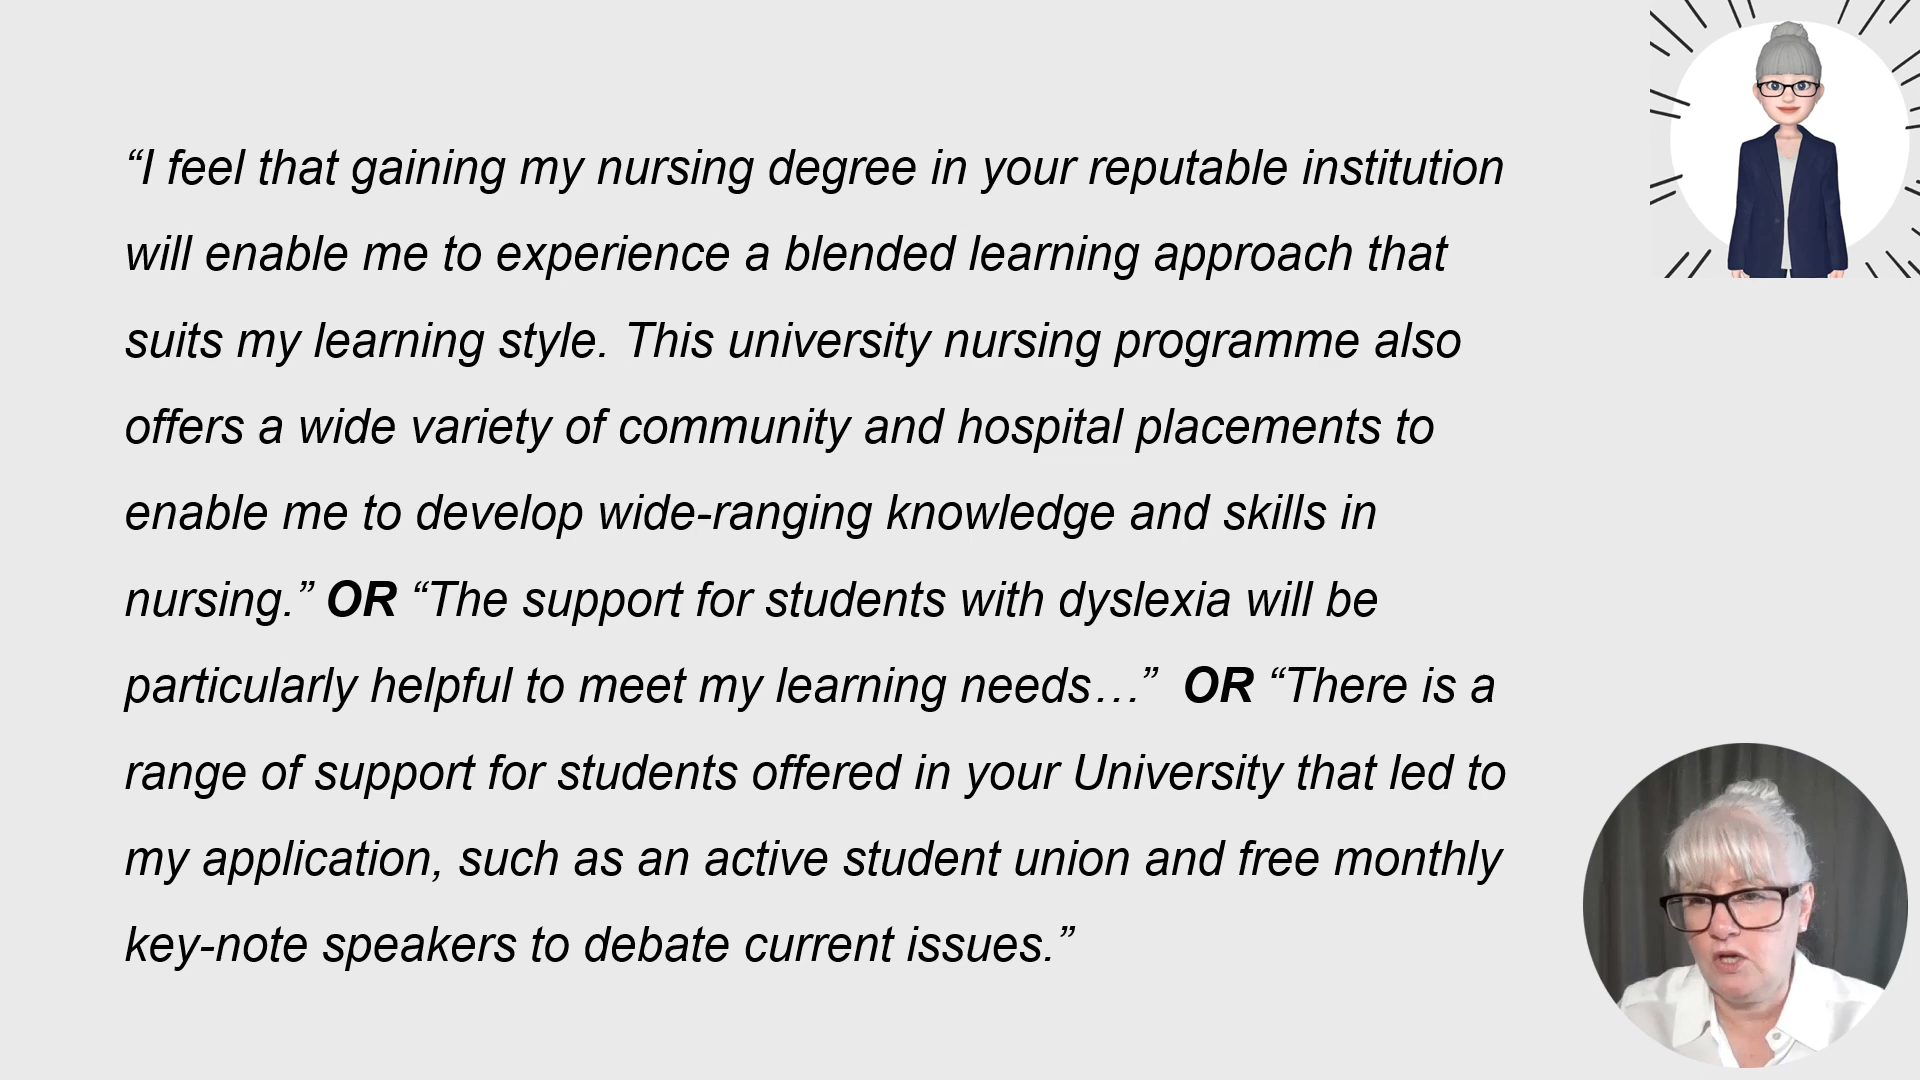 “I feel that gaining my nursing degree in your reputable institution
will enable me to experience a blended learning approach that
suits my learning style. This university nursing programme also
offers a wide variety of community and hospital placements to
enable me to develop wide-ranging knowledge and skills in
nursing.” OR “The support for students with dyslexia will be
particularly helpful to meet my learning needs…”  OR “There is a
range of support for students offered in your University that led to
my application, such as an active student union and free monthly
key-note speakers to debate current issues.”